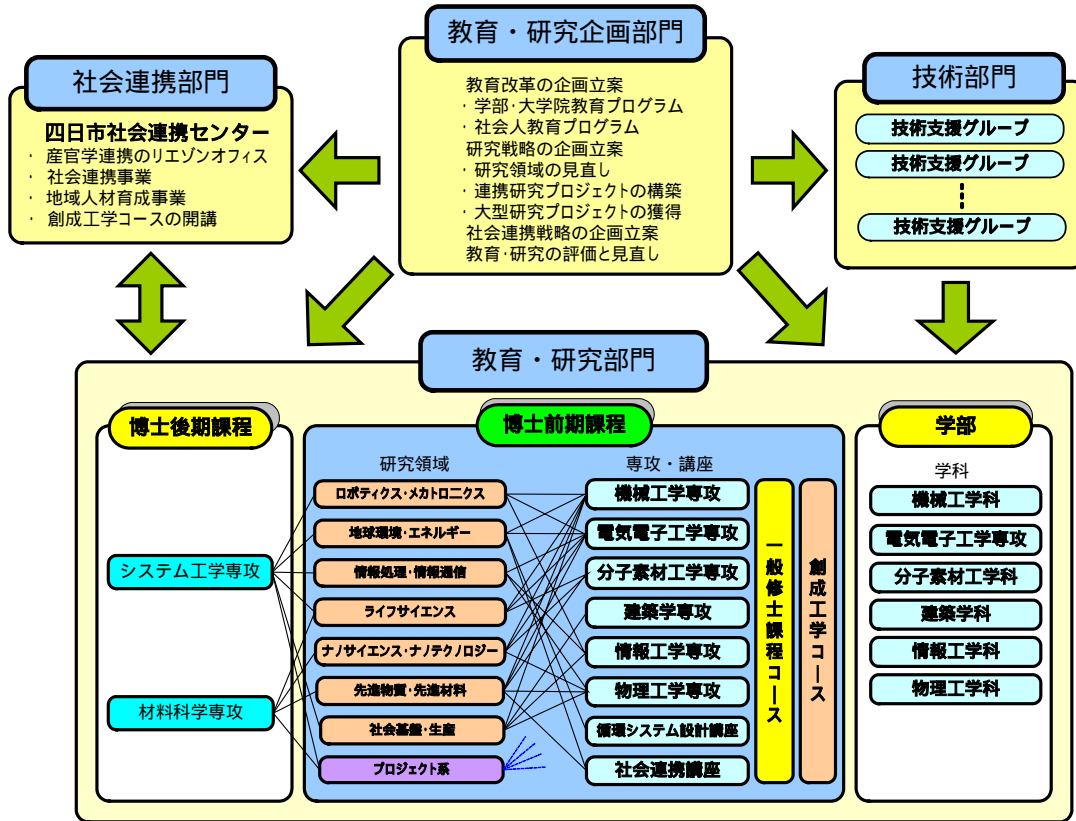 教育・研究企画部門
教育改革の企画立案
・学部・大学院教育プログラム
・社会人教育プログラム
研究戦略の企画立案
・研究領域の見直し
・連携研究プロジェクトの構築
・大型研究プロジェクトの獲得
社会連携戦略の企画立案
教育・研究の評価と見直し
社会連携部門
四日市社会連携センター
・産官学連携のリエゾンオフィス
・社会連携事業
・地域人材育成事業
・創成工学コースの開講
技術部門
技術支援グループ
技術支援グループ
技術支援グループ
教育・研究部門
博士後期課程
システム工学専攻
材料科学専攻
博士前期課程
研究領域
ロボティクス・メカトロニクス
地球環境・エネルギー
情報処理・情報通信
ライフサイエンス
ナノサイエンス・ナノテクノロジー
先進物質・先進材料
社会基盤・生産
プロジェクト系
専攻・講座
機械工学専攻
電気電子工学専攻
分子素材工学専攻
建築学専攻
情報工学専攻
物理工学専攻
循環システム設計講座
社会連携講座
一般修士課程コース
創成工学コース
学部
学科
機械工学科
電気電子工学専攻
分子素材工学科
建築学科
情報工学科
物理工学科